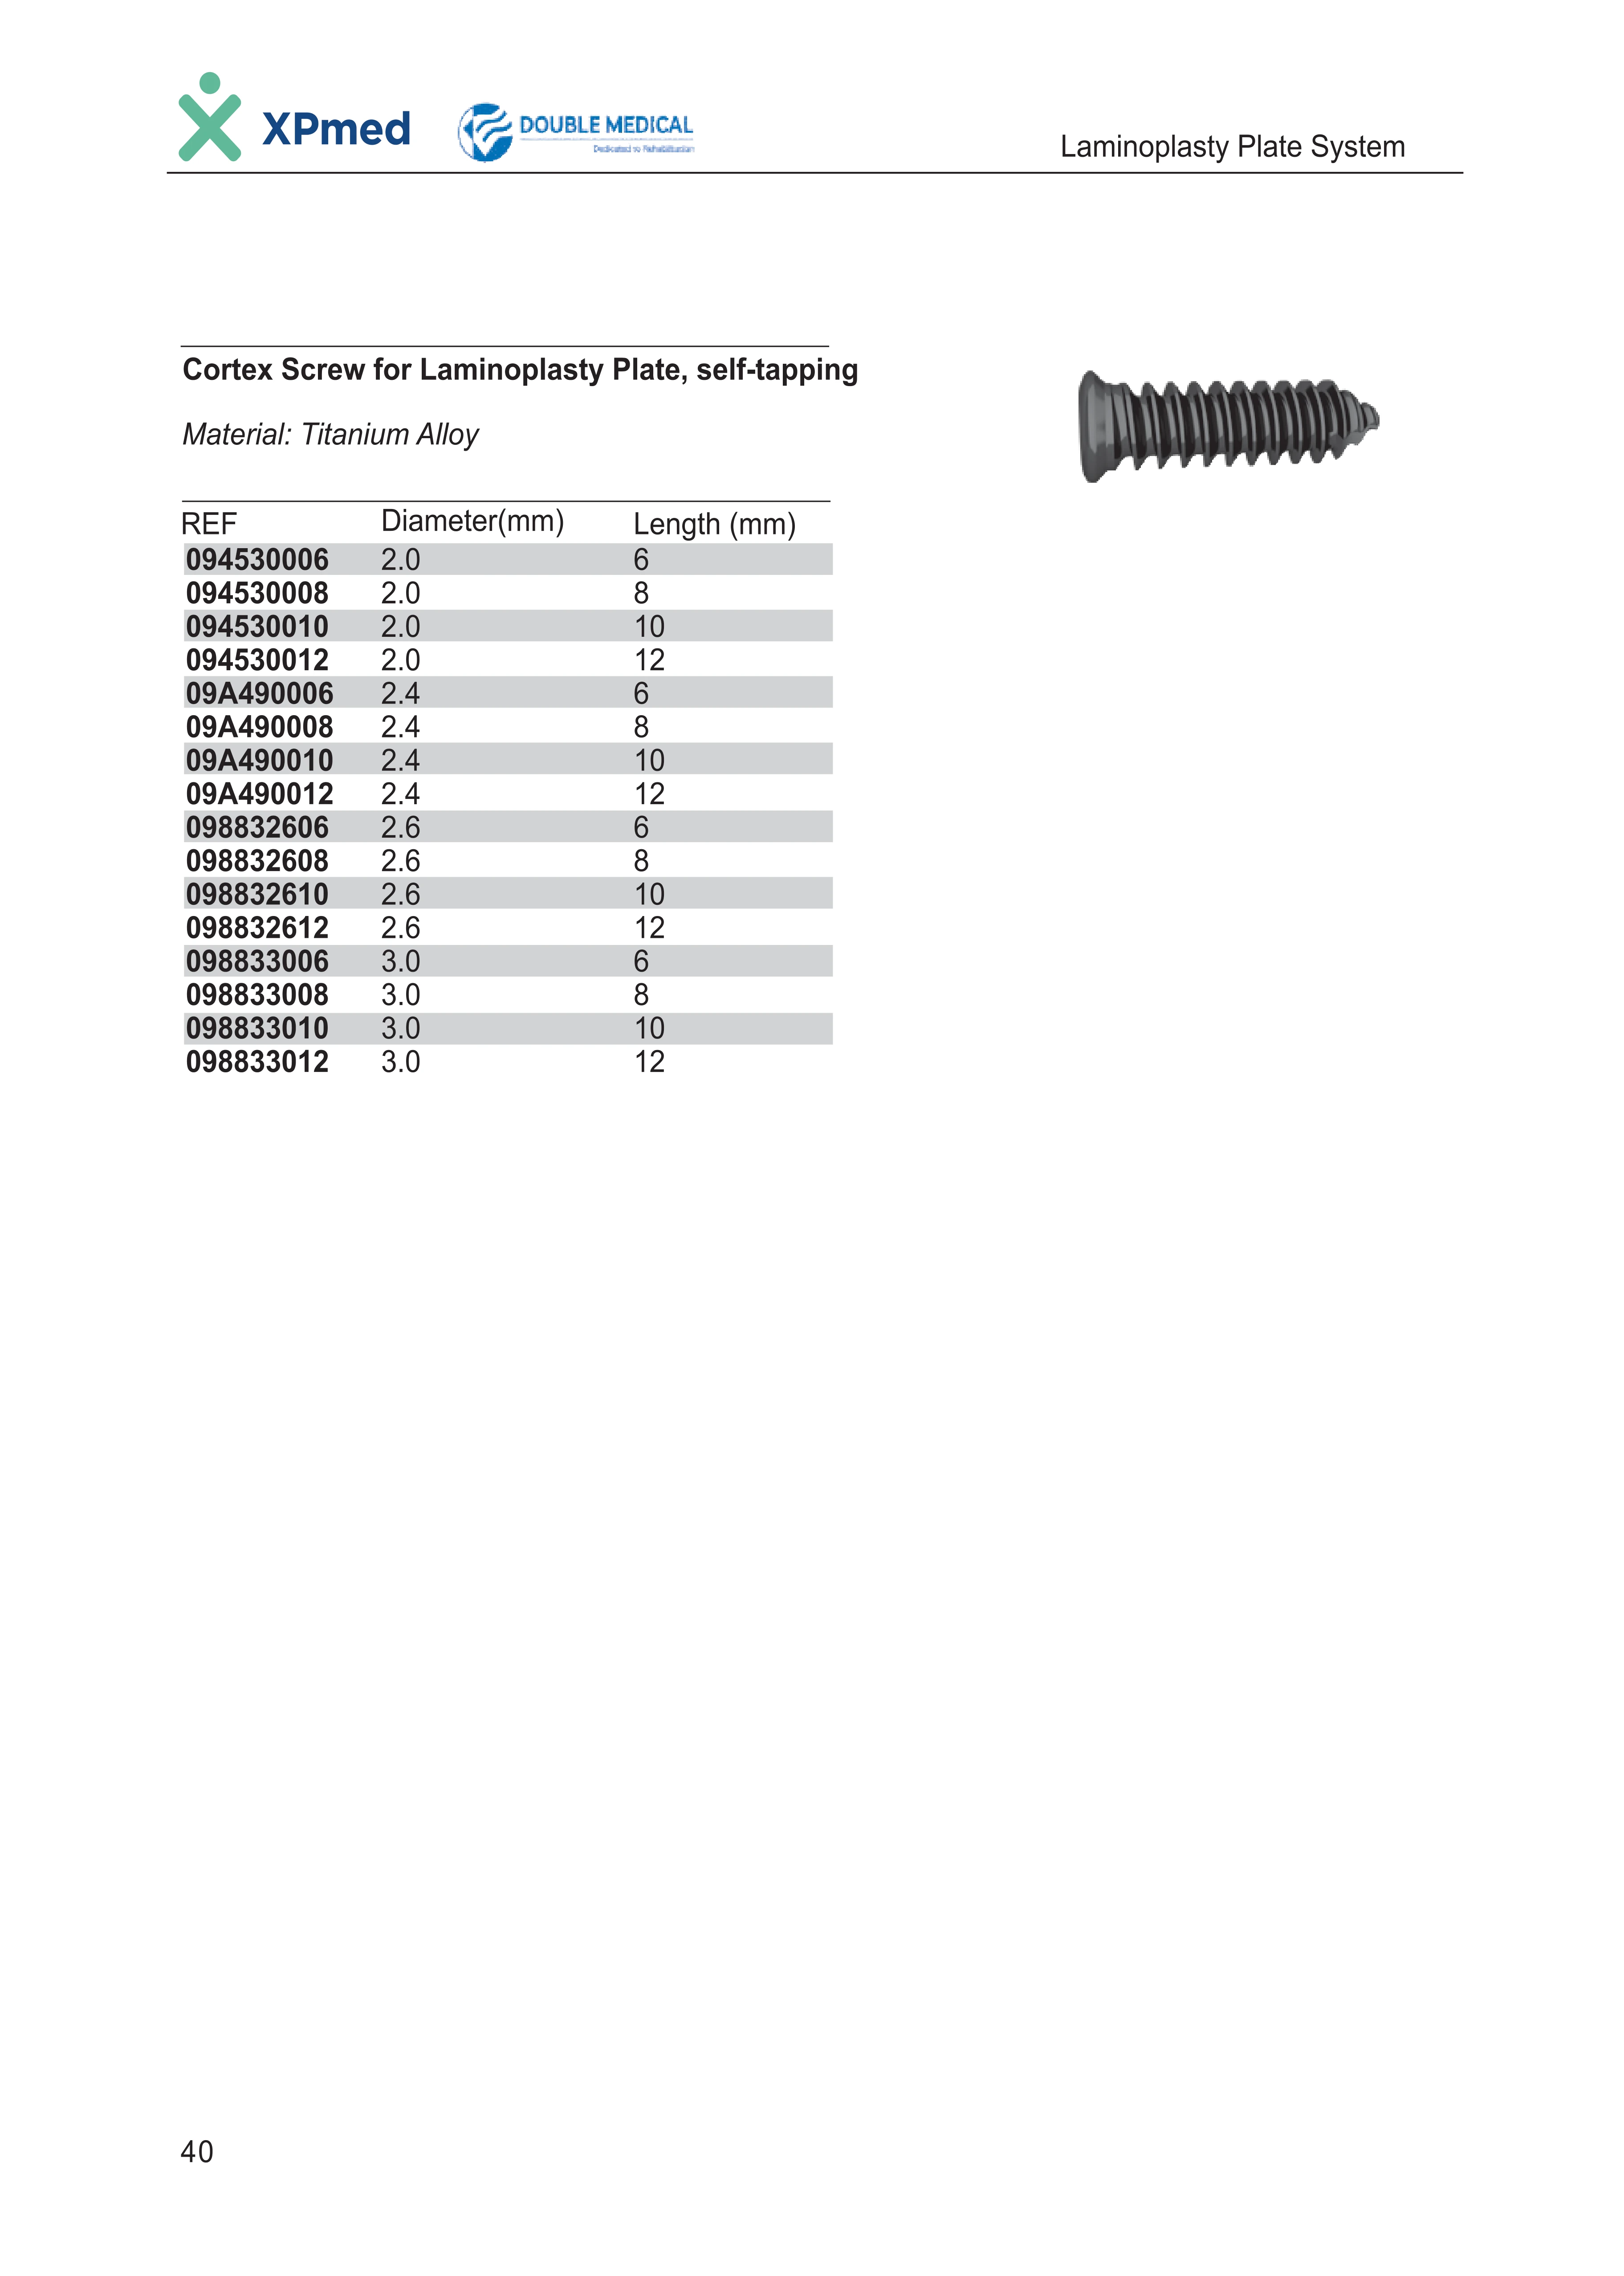 XPmed
DOUBLE MEDICAL
Dedicated to Rehabilitation
Laminoplasty Plate System
Cortex Screw for Laminoplasty Plate, self-tapping
Material: Titanium Alloy
REF Diameter(mm) Length (mm)
094530006 2.0 6
094530008 2.0 8
094530010 2.0 10
094530012 2.0 12
09A490006 2.4 6
09A490008 2.4 8
09A490010 2.4 10
09A490012 2.4 12
098832606 2.6 6
098832608 2.6 8
098832610 2.6 10
098832612 2.6 12
098833006 3.0 6
098833008 3.0 8
098833010 3.0 10
098833012 3.0 12
40